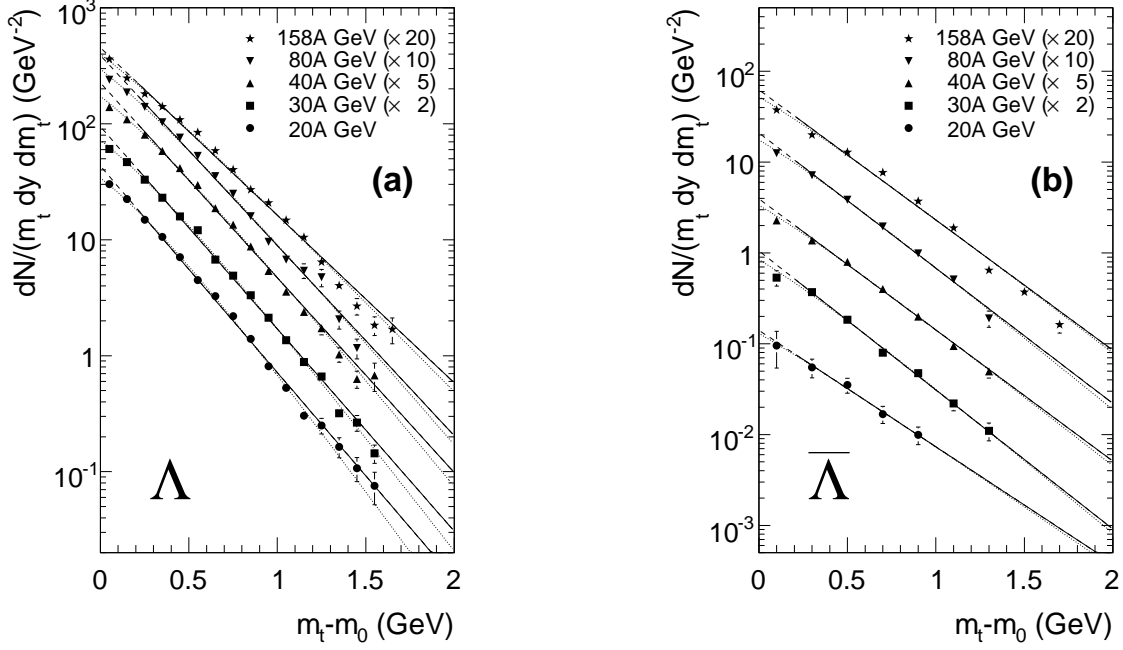 dN/(m_t dy dm_t) (GeV^-2)
10^3
10^2
10
1
10^-1
158A GeV (× 20)
80A GeV (× 10)
40A GeV (× 5)
30A GeV (× 2)
20A GeV
(a)
Λ
0 0.5 1 1.5 2
m_t-m_0 (GeV)
dN/(m_t dy dm_t) (GeV^-2)
10^2
10
1
10^-1
10^-2
10^-3
158A GeV (× 20)
80A GeV (× 10)
40A GeV (× 5)
30A GeV (× 2)
20A GeV
(b)
Λ̅
0 0.5 1 1.5 2
m_t-m_0 (GeV)